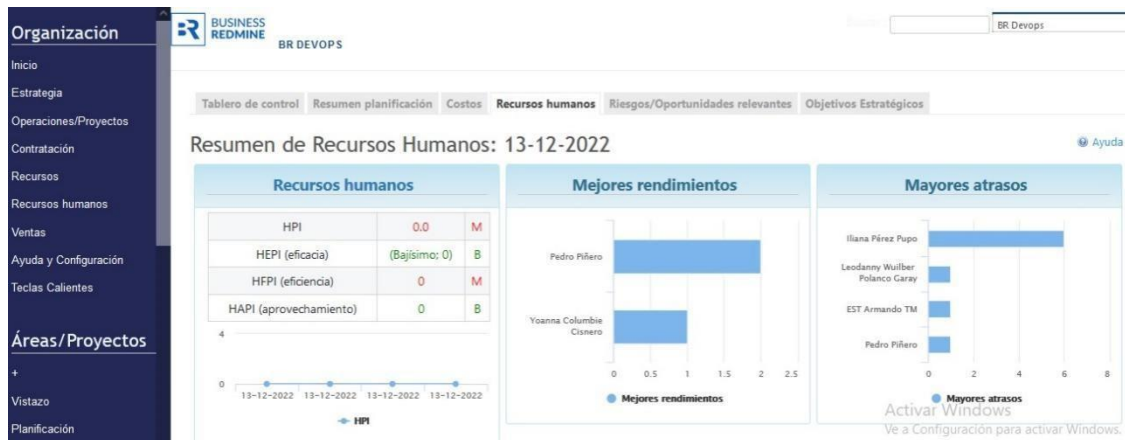 Organización
Inicio
Estrategia
Operaciones/Proyectos
Contratación
Recursos
Recursos humanos
Ventas
Ayuda y Configuración
Teclas Calientes
Áreas/Proyectos
+
Vistazo
Planificación
BR BUSINESS
REDMINE
BR DEVOPS
BR Devops
Tablero de control Resumen planificación Costos Recursos humanos Riesgos/Oportunidades relevantes Objetivos Estratégicos
Resumen de Recursos Humanos: 13-12-2022
Ayuda
Recursos humanos
HPI 0.0 M
HEPI (eficacia) (Bajísimo; 0) B
HFPI (eficiencia) 0 M
HAPI (aprovechamiento) 0 B
4
0
13-12-2022 13-12-2022 13-12-2022 13-12-2022
HPI
Mejores rendimientos
Pedro Piñero
Yoanna Columbie
Cisnero
0 0.5 1 1.5 2 2.5
Mejores rendimientos
Mayores atrasos
Iliana Pérez Pupo
Leodanny Wuilber
Polanco Garay
EST Armando TM
Pedro Piñero
0 2 4 6 8
Mayores atrasos
Activar Windows
Ve a Configuración para activar Windows.